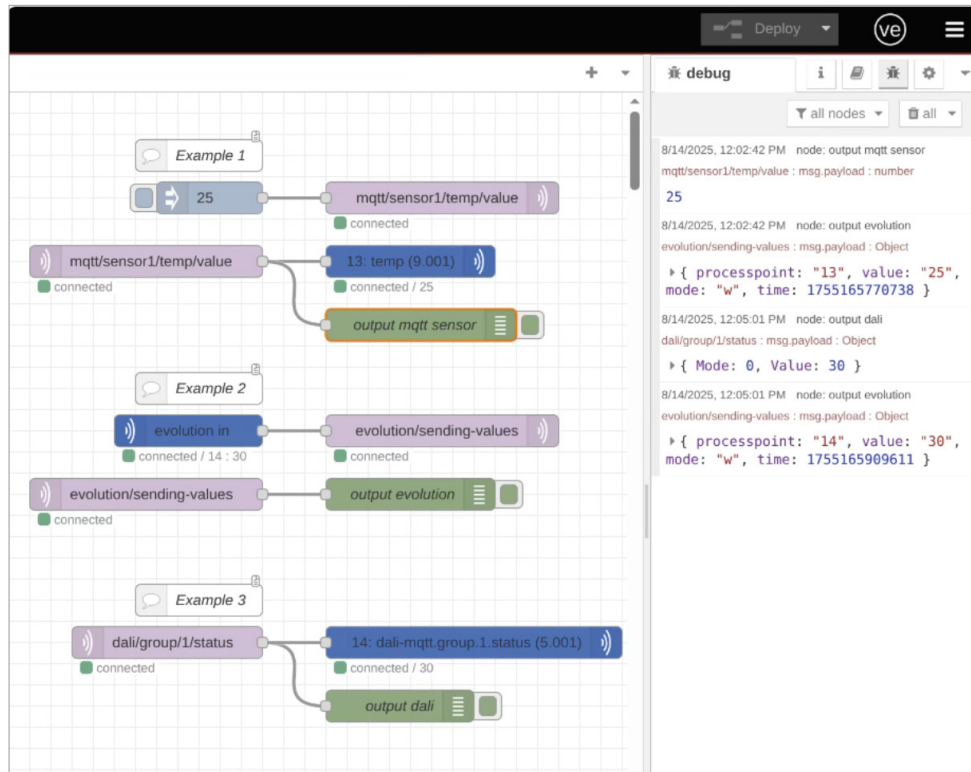 Deploy
ve
debug
all nodes
all
Example 1
25
mqtt/sensor1/temp/value
connected
mqtt/sensor1/temp/value
connected
13: temp (9.001)
connected / 25
output mqtt sensor
Example 2
evolution in
connected / 14 : 30
evolution/sending-values
connected
evolution/sending-values
connected
output evolution
Example 3
dali/group/1/status
connected
14: dali-mqtt.group.1.status (5.001)
connected / 30
output dali
8/14/2025, 12:02:42 PM node: output mqtt sensor
mqtt/sensor1/temp/value : msg.payload : number
25
8/14/2025, 12:02:42 PM node: output evolution
evolution/sending-values : msg.payload : Object
{ processpoint: "13", value: "25",
mode: "w", time: 1755165770738 }
8/14/2025, 12:05:01 PM node: output dali
dali/group/1/status : msg.payload : Object
{ Mode: 0, Value: 30 }
8/14/2025, 12:05:01 PM node: output evolution
evolution/sending-values : msg.payload : Object
{ processpoint: "14", value: "30",
mode: "w", time: 1755165909611 }